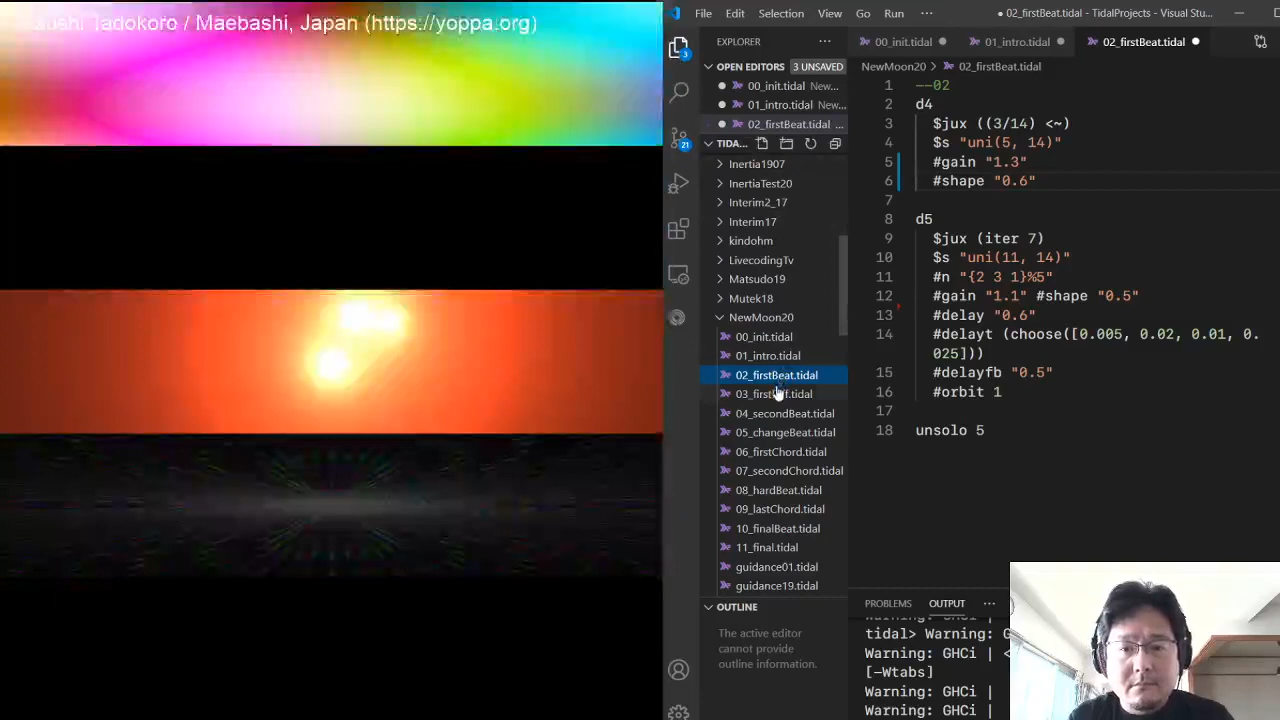 Tadokoro / Maebashi, Japan (https://yoppa.org)
File Edit Selection View Go Run ··· ● 02_firstBeat.tidal - TidalProjects - Visual Stu...
EXPLORER ···
00_init.tidal ●
01_intro.tidal ●
02_firstBeat.tidal ●
OPEN EDITORS 3 UNSAVED
● 00_init.tidal New...
● 01_intro.tidal New...
● 02_firstBeat.tidal ...
TIDA...
Inertia1907
InertiaTest20
Interim2_17
Interim17
kindohm
LivecodingTv
Matsudo19
Mutek18
NewMoon20
00_init.tidal
01_intro.tidal
02_firstBeat.tidal
04_secondBeat.tidal
05_changeBeat.tidal
06_firstChord.tidal
07_secondChord.tidal
08_hardBeat.tidal
09_lastChord.tidal
10_finalBeat.tidal
11_final.tidal
guidance01.tidal
guidance19.tidal
OUTLINE
The active editor
cannot provide
outline information.
3
21
NewMoon20 > 02_firstBeat.tidal
1 --02
2 d4
3 $jux ((3/14) <~)
4 $s "uni(5, 14)"
5 #gain "1.3"
6 #shape "0.6"
7
8 d5
9 $jux (iter 7)
10 $s "uni(11, 14)"
11 #n "{2 3 1}%5"
12 #gain "1.1" #shape "0.5"
13 #delay "0.6"
14 #delayt (choose([0.005, 0.02, 0.01, 0.
025]))
15 #delayfb "0.5"
16 #orbit 1
17
18 unsolo 5
PROBLEMS OUTPUT ···
Warning: GHCi |
tidal> Warning: G
Warning: GHCi | <
[-Wtabs]
Warning: GHCi |
Warning: GHCi |